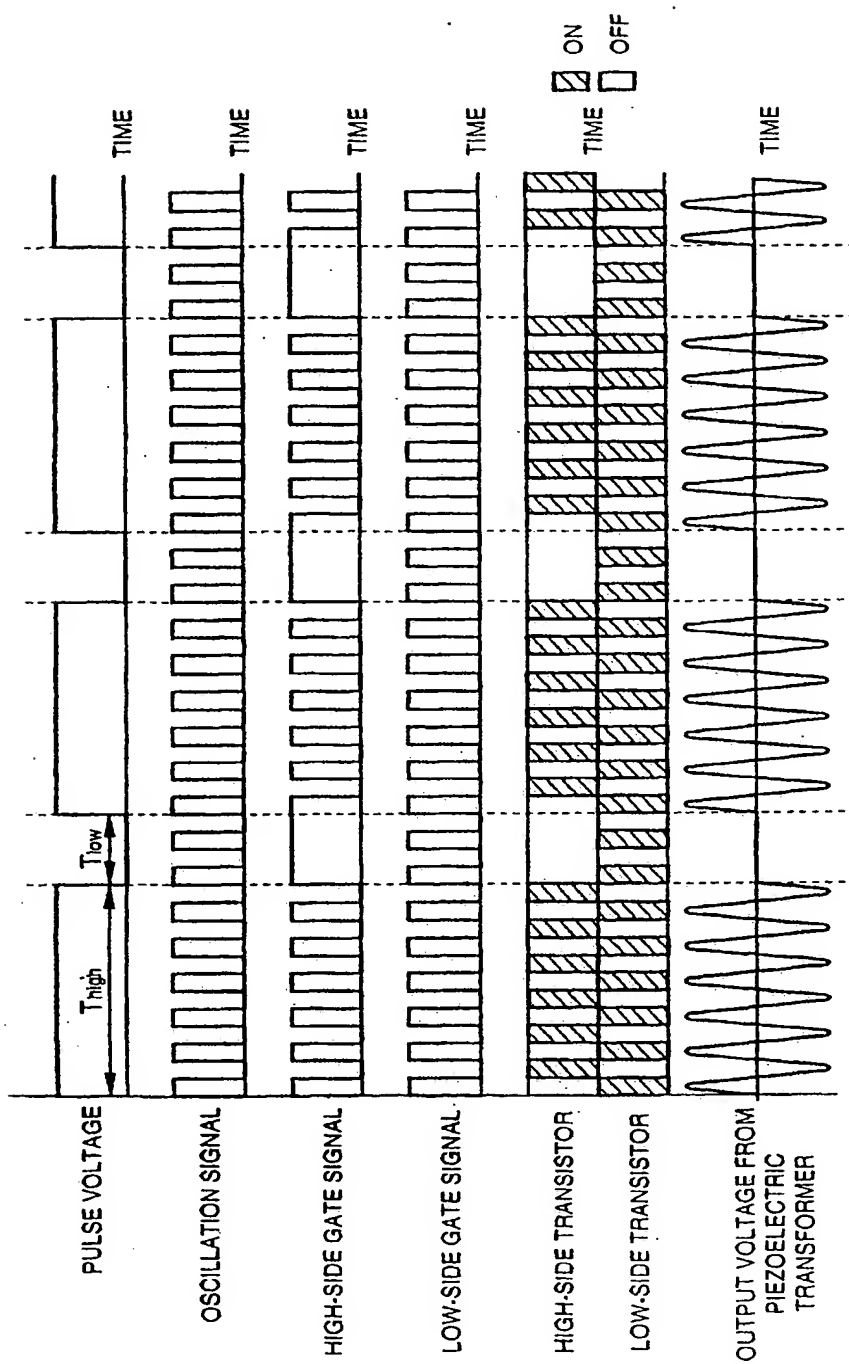 PULSE VOLTAGE
Thigh
Tlow
TIME
OSCILLATION SIGNAL
TIME
HIGH-SIDE GATE SIGNAL
TIME
LOW-SIDE GATE SIGNAL
TIME
HIGH-SIDE TRANSISTOR
TIME
LOW-SIDE TRANSISTOR
ON
OFF
OUTPUT VOLTAGE FROM
PIEZOELECTRIC
TRANSFORMER
TIME